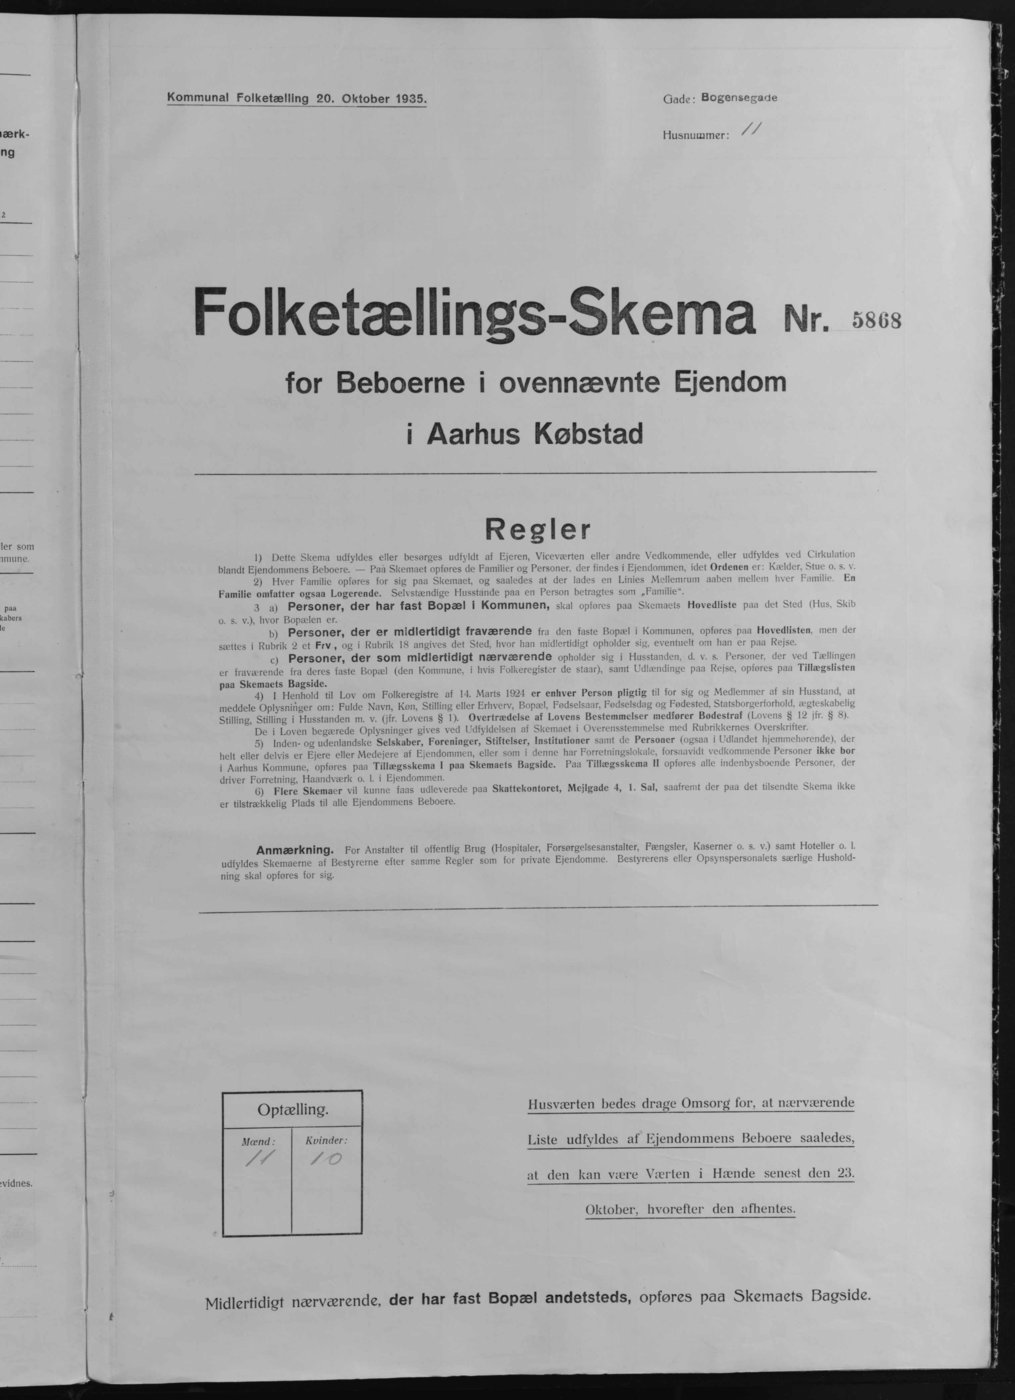 Kommunal Folketælling 20. Oktober 1935.
Gade: Bogensegade
Husnummer: 11
Folketællings-Skema Nr. 5868
for Beboerne i ovennævnte Ejendom
i Aarhus Købstad
Regler
1) Dette Skema udfyldes eller besørges udfyldt af Ejeren, Viceværten eller andre Vedkommende, eller udfyldes ved Cirkulation
blandt Ejendommens Beboere. — Paa Skemaet opføres de Familier og Personer, der findes i Ejendommen, idet Ordenen er: Kælder, Stue o. s. v.
2) Hver Familie opføres for sig paa Skemaet, og saaledes at der lades en Linies Mellemrum aaben mellem hver Familie. En
Familie omfatter ogsaa Logerende. Selvstændige Husstande paa en Person betragtes som „Familie“.
3 a) Personer, der har fast Bopæl i Kommunen, skal opføres paa Skemaets Hovedliste paa det Sted (Hus, Skib
o. s. v.), hvor Bopælen er.
b) Personer, der er midlertidigt fraværende fra den faste Bopæl i Kommunen, opføres paa Hovedlisten, men der
sættes i Rubrik 2 et Frv, og i Rubrik 18 angives det Sted, hvor han midlertidigt opholder sig, eventuelt om han er paa Rejse.
c) Personer, der som midlertidigt nærværende opholder sig i Husstanden, d. v. s. Personer, der ved Tællingen
er fraværende fra deres faste Bopæl (den Kommune, i hvis Folkeregister de staar), samt Udlændinge paa Rejse, opføres paa Tillægslisten
paa Skemaets Bagside.
4) I Henhold til Lov om Folkeregistre af 14. Marts 1924 er enhver Person pligtig til for sig og Medlemmer af sin Husstand, at
meddele Oplysninger om: Fulde Navn, Køn, Stilling eller Erhverv, Bopæl, Fødselsaar, Fødselsdag og Fødested, Statsborgerforhold, ægteskabelig
Stilling, Stilling i Husstanden m. v. (jfr. Lovens § 1). Overtrædelse af Lovens Bestemmelser medfører Bødestraf (Lovens § 12 jfr. § 8).
De i Loven begærede Oplysninger gives ved Udfyldelsen af Skemaet i Overensstemmelse med Rubrikkernes Overskrifter.
5) Inden- og udenlandske Selskaber, Foreninger, Stiftelser, Institutioner samt de Personer (ogsaa i Udlandet hjemmehørende), der
helt eller delvis er Ejere eller Medejere af Ejendommen, eller som i denne har Forretningslokale, forsaavidt vedkommende Personer ikke bor
i Aarhus Kommune, opføres paa Tillægsskema I paa Skemaets Bagside. Paa Tillægsskema II opføres alle indenbysboende Personer, der
driver Forretning, Haandværk o. l. i Ejendommen.
6) Flere Skemaer vil kunne faas udleverede paa Skattekontoret, Mejlgade 4, 1. Sal, saafremt der paa det tilsendte Skema ikke
er tilstrækkelig Plads til alle Ejendommens Beboere.
Anmærkning. For Anstalter til offentlig Brug (Hospitaler, Forsørgelsesanstalter, Fængsler, Kaserner o. s. v.) samt Hoteller o. l.
udfyldes Skemaerne af Bestyrerne efter samme Regler som for private Ejendomme. Bestyrerens eller Opsynspersonalets særlige Hushold-
ning skal opføres for sig.
Optælling.
Mænd: Kvinder:
11 10
Husværten bedes drage Omsorg for, at nærværende
Liste udfyldes af Ejendommens Beboere saaledes,
at den kan være Værten i Hænde senest den 23.
Oktober, hvorefter den afhentes.
Midlertidigt nærværende, der har fast Bopæl andetsteds, opføres paa Skemaets Bagside.